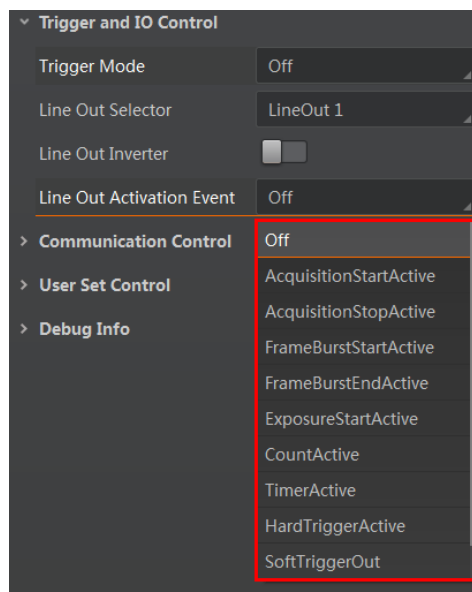 Trigger and IO Control
Trigger Mode Off
Line Out Selector LineOut 1
Line Out Inverter
Line Out Activation Event Off
Communication Control Off
AcquisitionStartActive
User Set Control
AcquisitionStopActive
Debug Info
FrameBurstStartActive
FrameBurstEndActive
ExposureStartActive
CountActive
TimerActive
HardTriggerActive
SoftTriggerOut